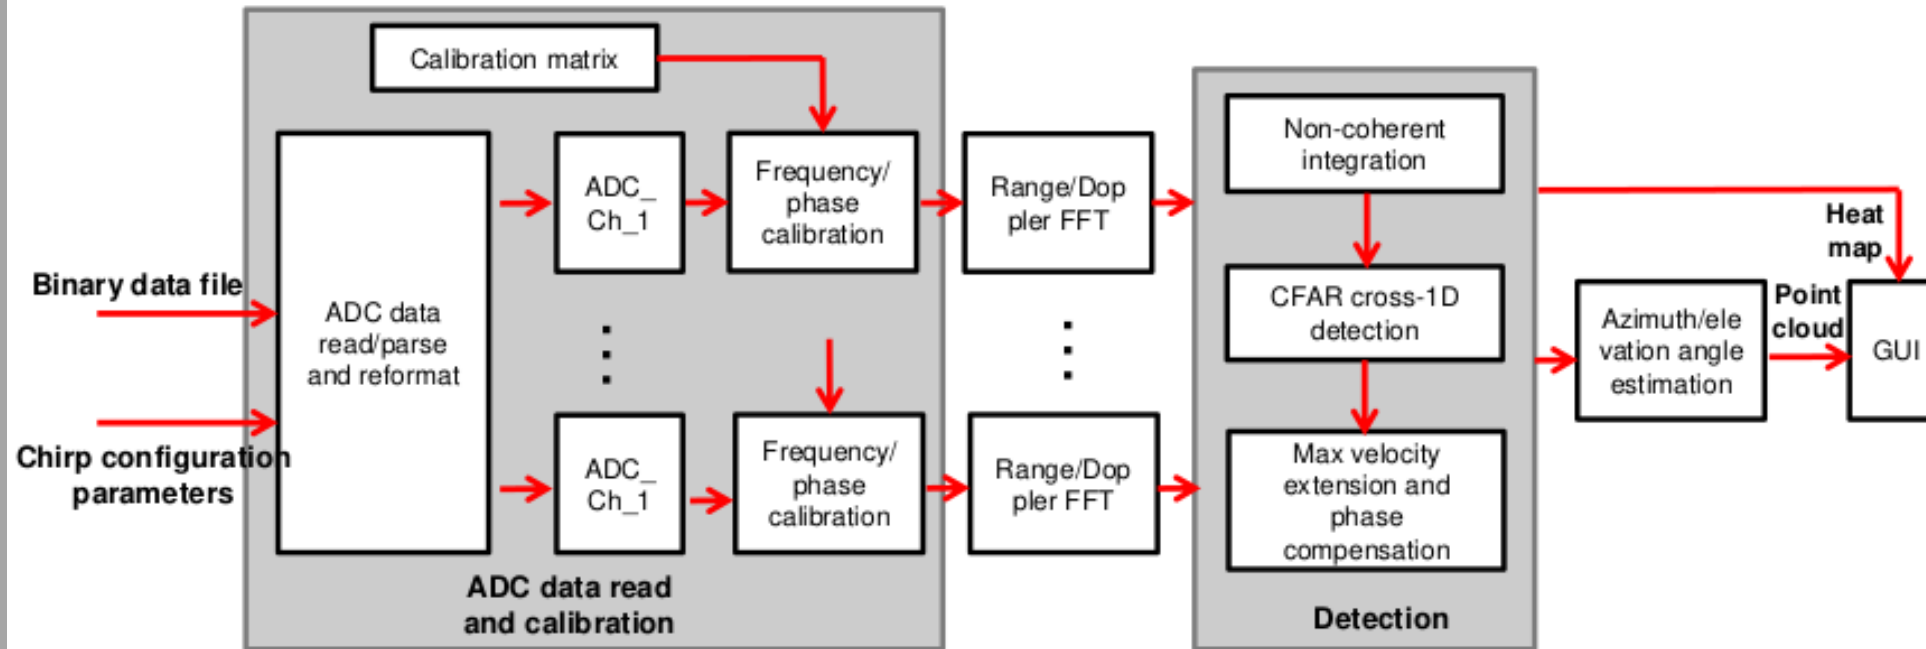 Calibration matrix
Binary data file
Chirp configuration
parameters
ADC data
read/parse
and reformat
ADC_
Ch_1
Frequency/
phase
calibration
Range/Dop
pler FFT
ADC_
Ch_1
Frequency/
phase
calibration
Range/Dop
pler FFT
ADC data read
and calibration
Non-coherent
integration
CFAR cross-1D
detection
Max velocity
extension and
phase
compensation
Detection
Azimuth/ele
vation angle
estimation
Heat
map
Point
cloud
GUI